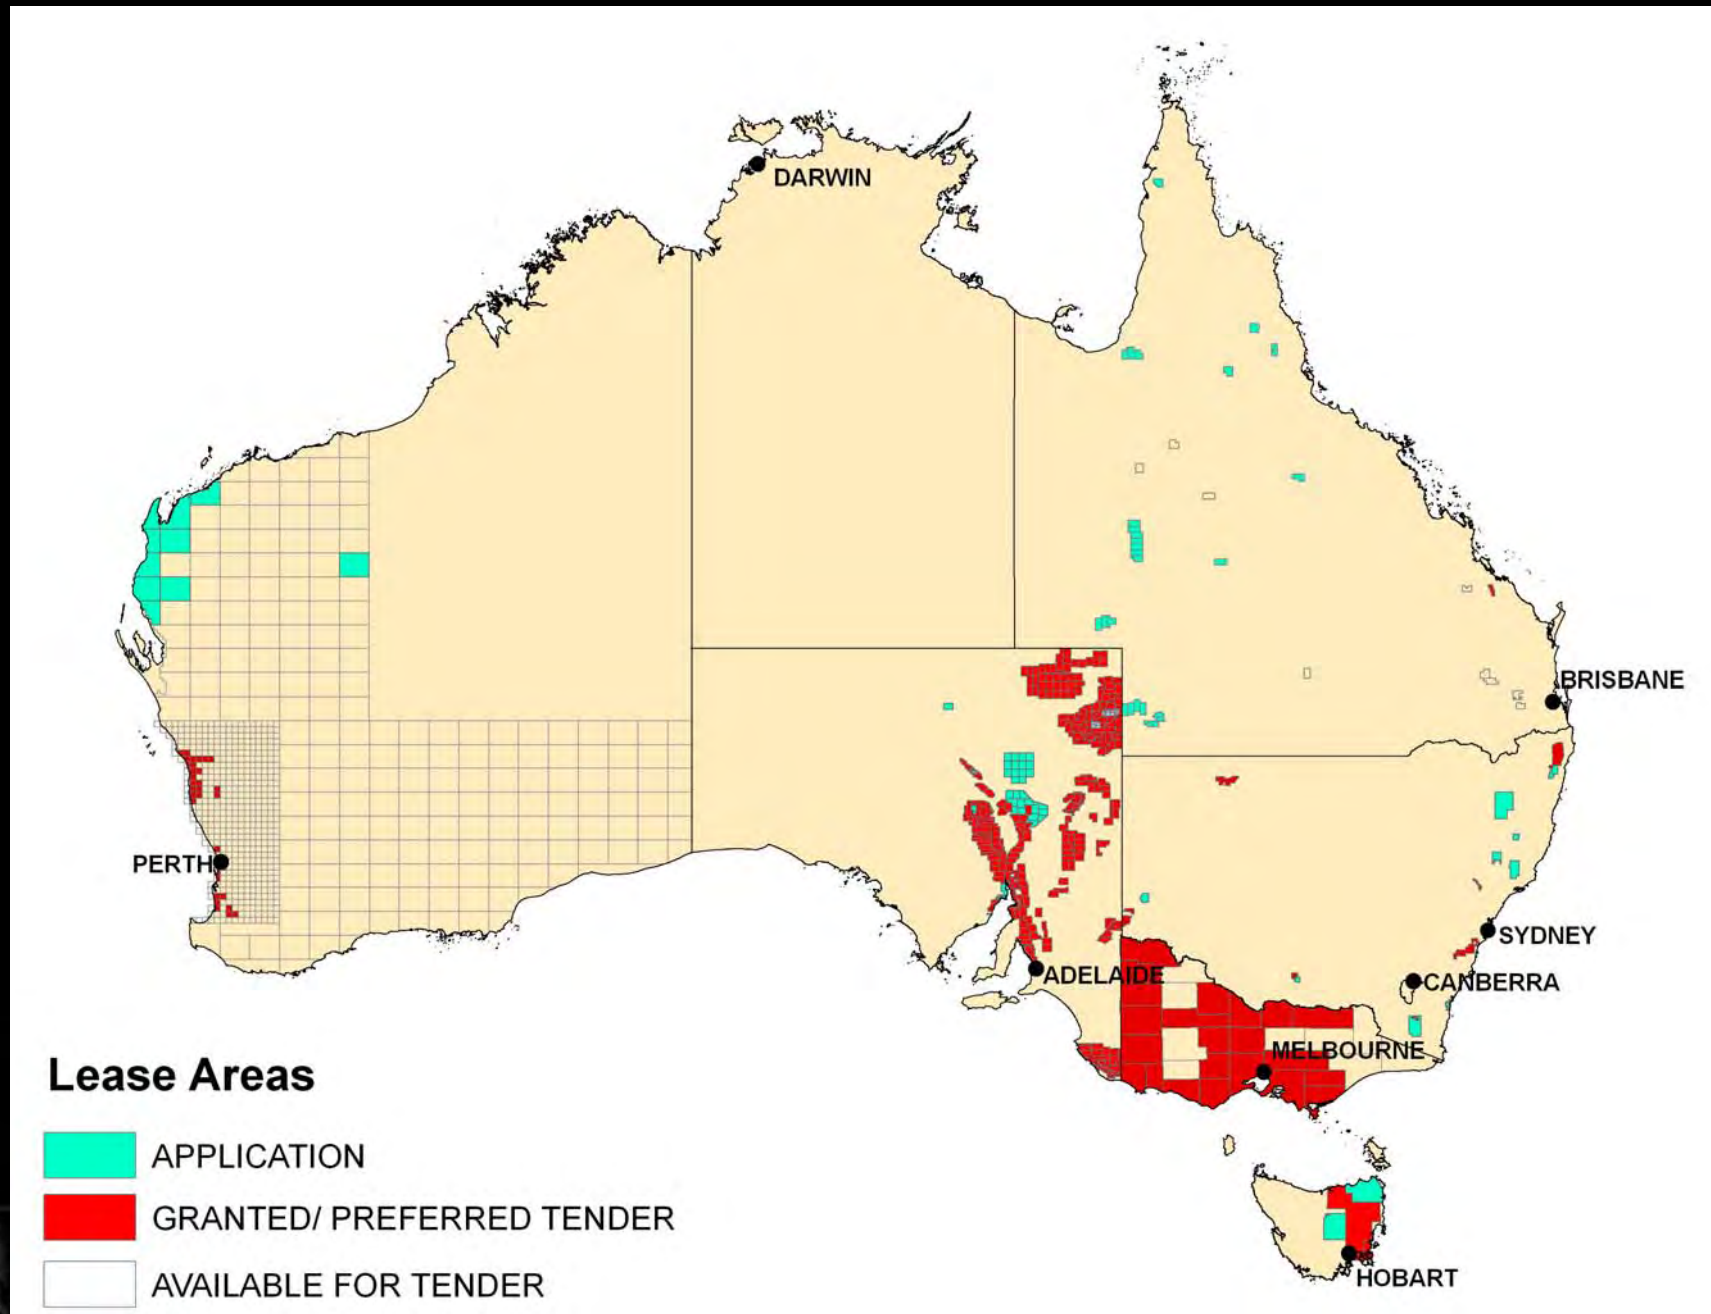 DARWIN
BRISBANE
PERTH
SYDNEY
ADELAIDE
CANBERRA
MELBOURNE
Lease Areas
APPLICATION
GRANTED/ PREFERRED TENDER
HOBART
AVAILABLE FOR TENDER